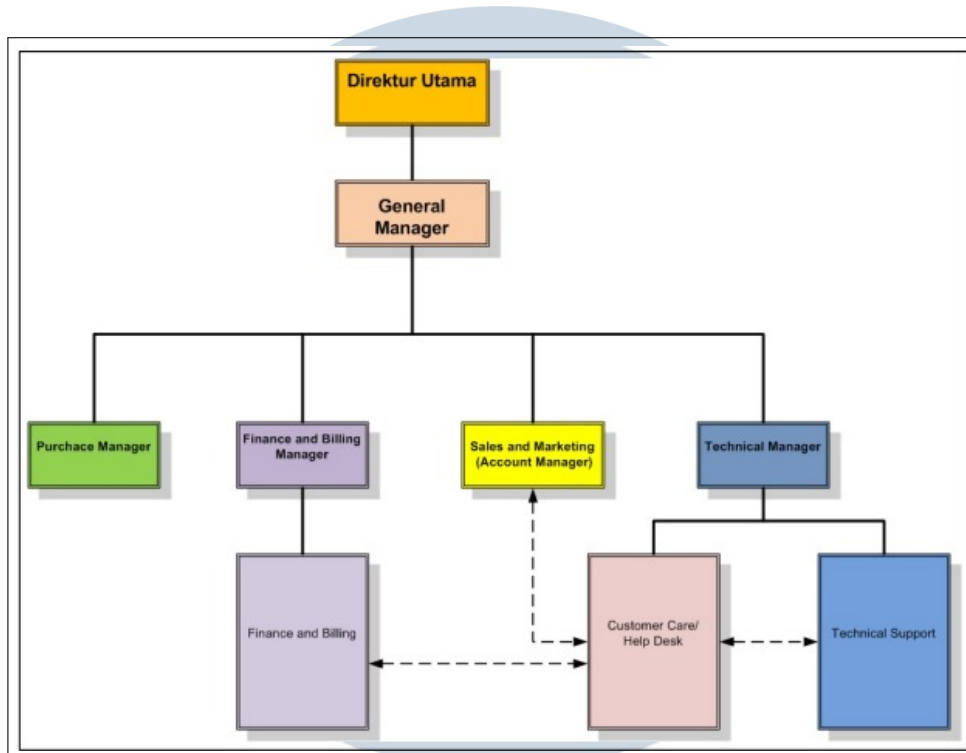 Direktur Utama
General
Manager
Purchace Manager
Finance and Billing
Manager
Sales and Marketing
(Account Manager)
Technical Manager
Finance and Billing
Customer Care/
Help Desk
Technical Support